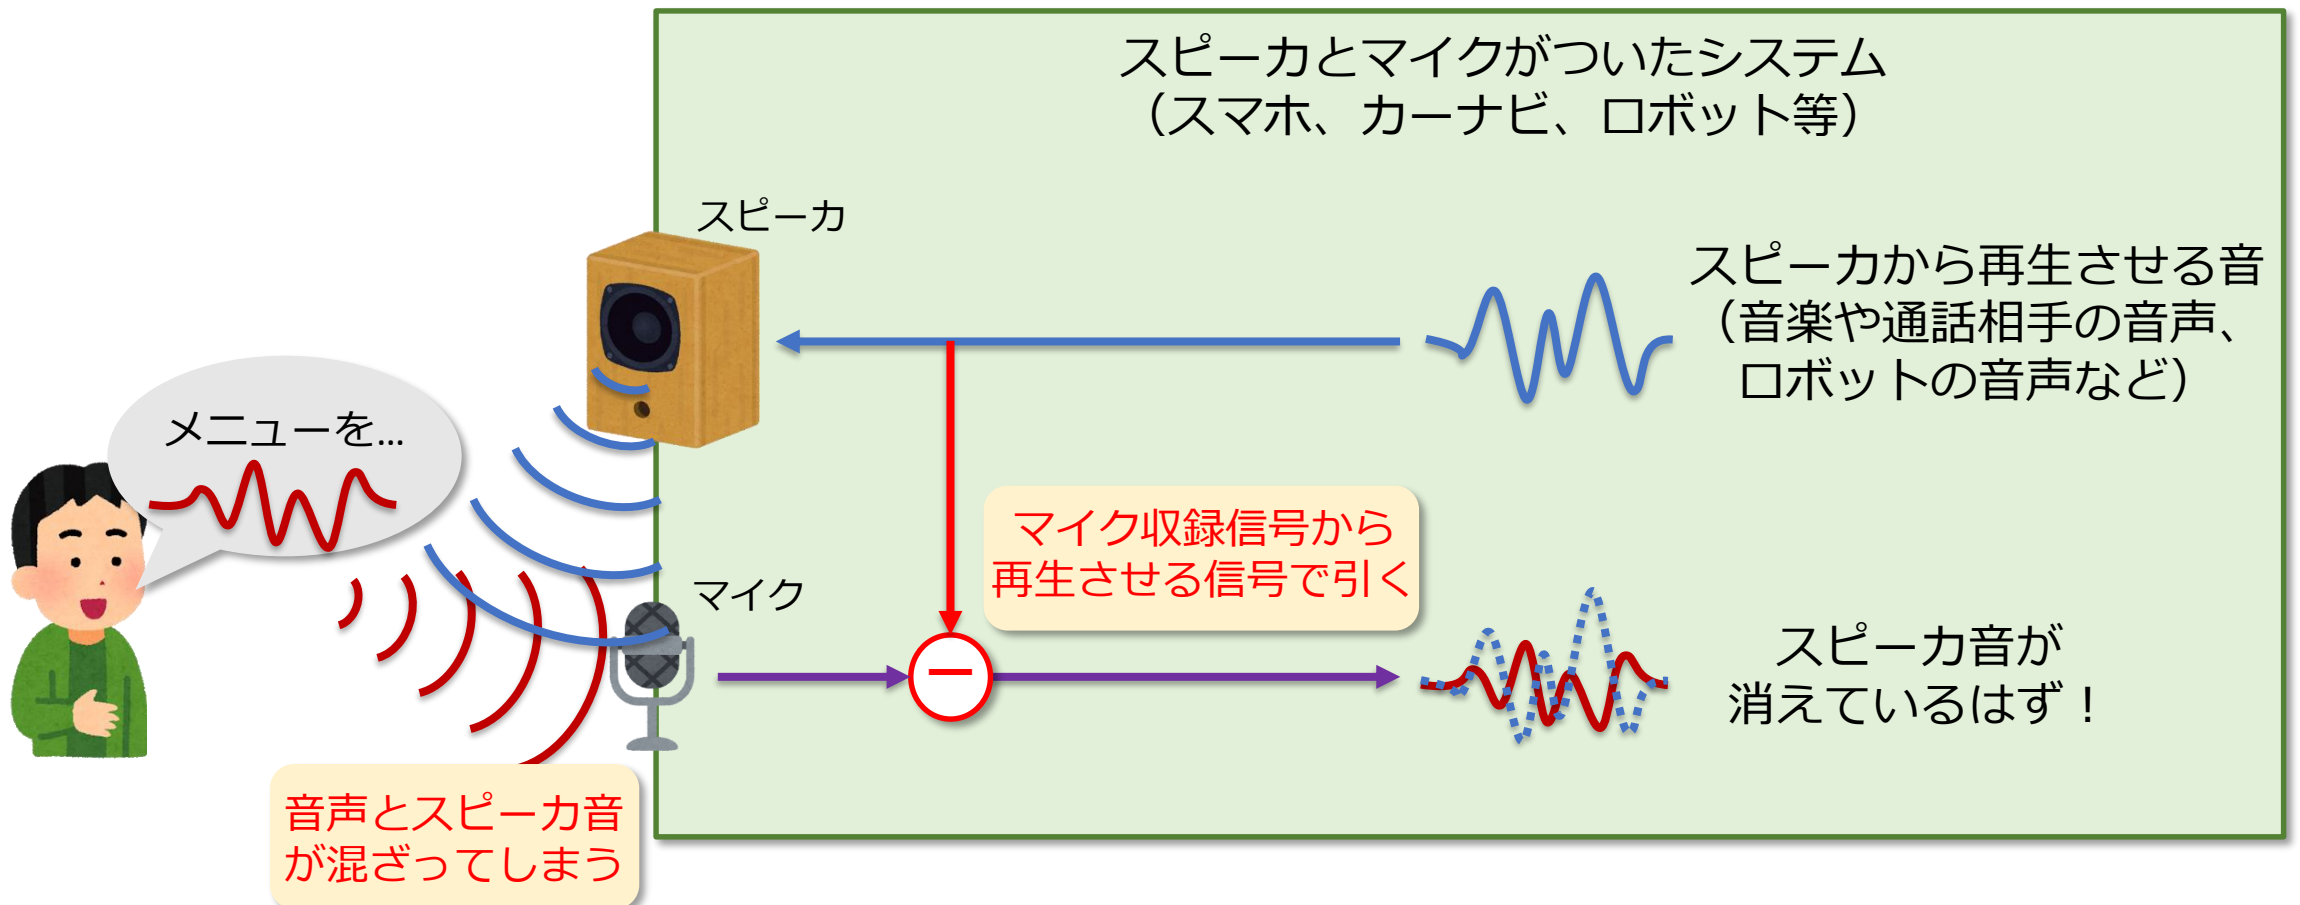 スピーカとマイクがついたシステム
（スマホ、カーナビ、ロボット等）
スピーカ
スピーカから再生させる音
（音楽や通話相手の音声、
ロボットの音声など）
メニューを...
マイク収録信号から
再生させる信号で引く
マイク
−
スピーカ音が
消えているはず！
音声とスピーカ音
が混ざってしまう